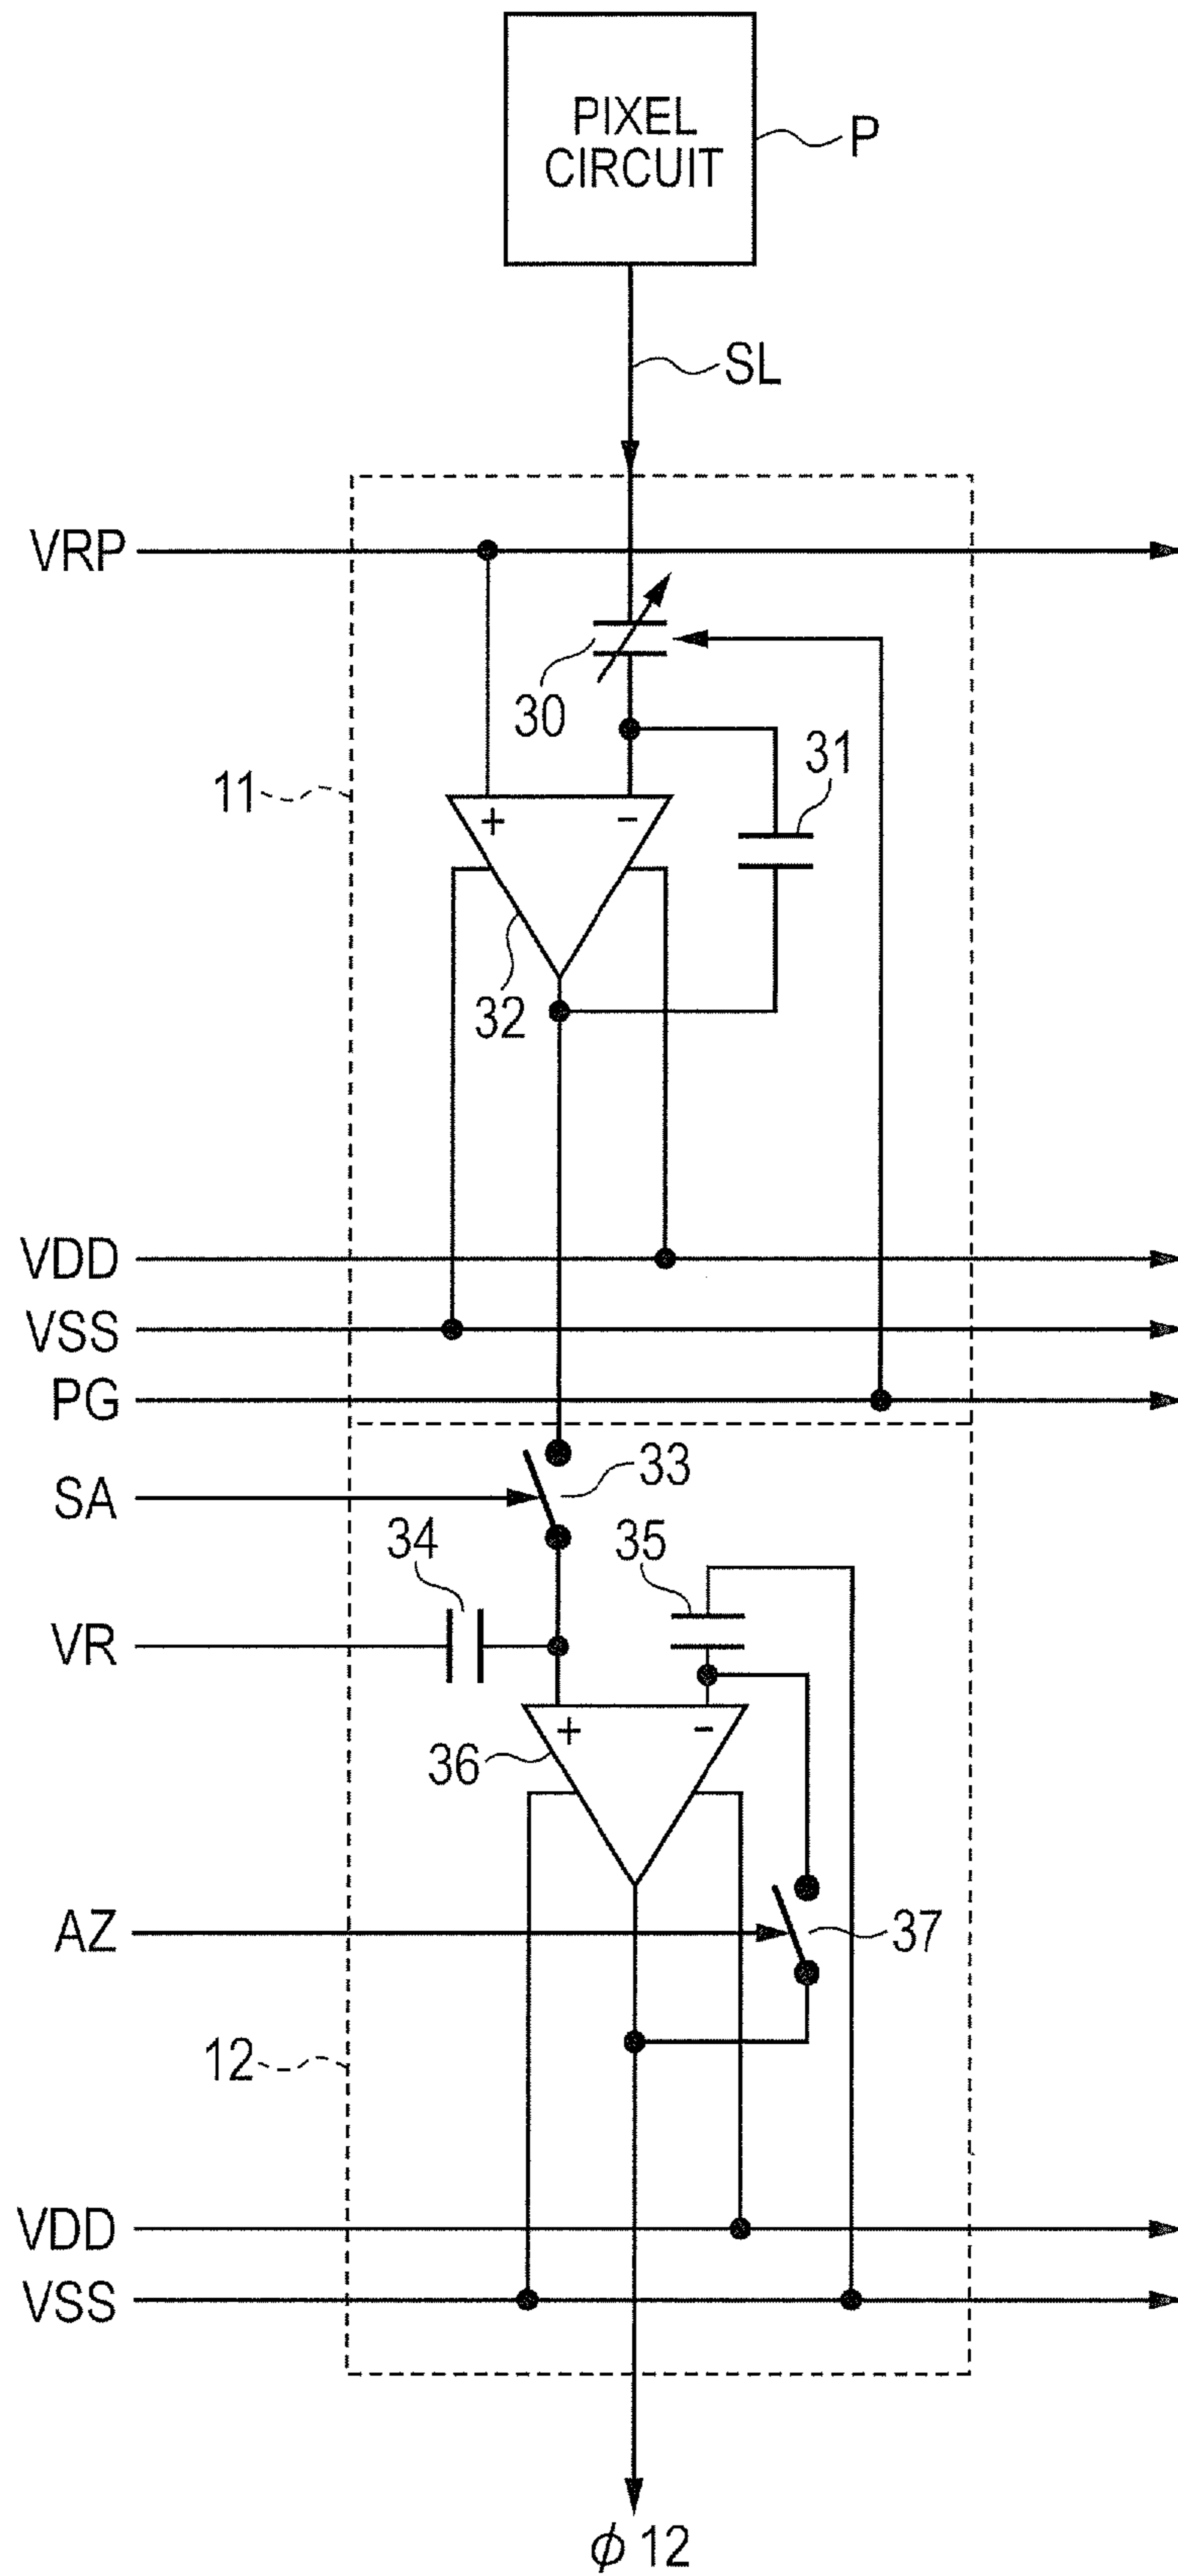 PIXEL
CIRCUIT
P
SL
VRP
30
31
11
+
−
32
VDD
VSS
PG
SA
33
34
35
VR
+
−
36
AZ
37
12
VDD
VSS
φ12